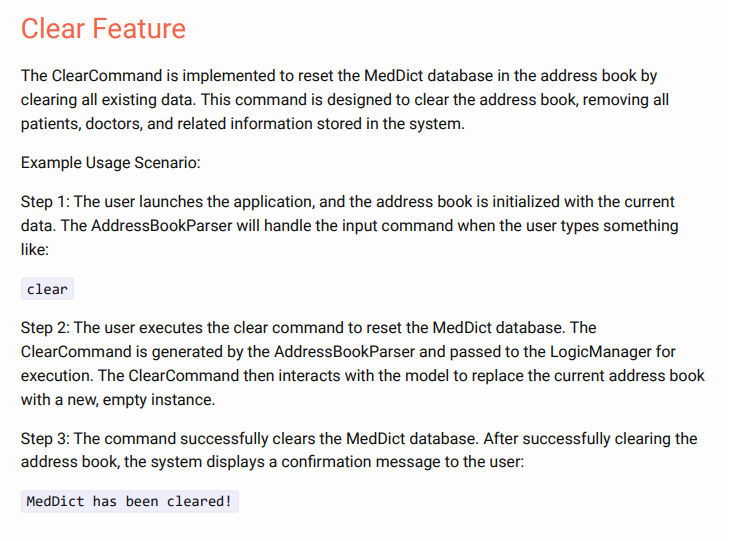 Clear Feature
The ClearCommand is implemented to reset the MedDict database in the address book by
clearing all existing data. This command is designed to clear the address book, removing all
patients, doctors, and related information stored in the system.
Example Usage Scenario:
Step 1: The user launches the application, and the address book is initialized with the current
data. The AddressBookParser will handle the input command when the user types something
like:
clear
Step 2: The user executes the clear command to reset the MedDict database. The
ClearCommand is generated by the AddressBookParser and passed to the LogicManager for
execution. The ClearCommand then interacts with the model to replace the current address book
with a new, empty instance.
Step 3: The command successfully clears the MedDict database. After successfully clearing the
address book, the system displays a confirmation message to the user:
MedDict has been cleared!